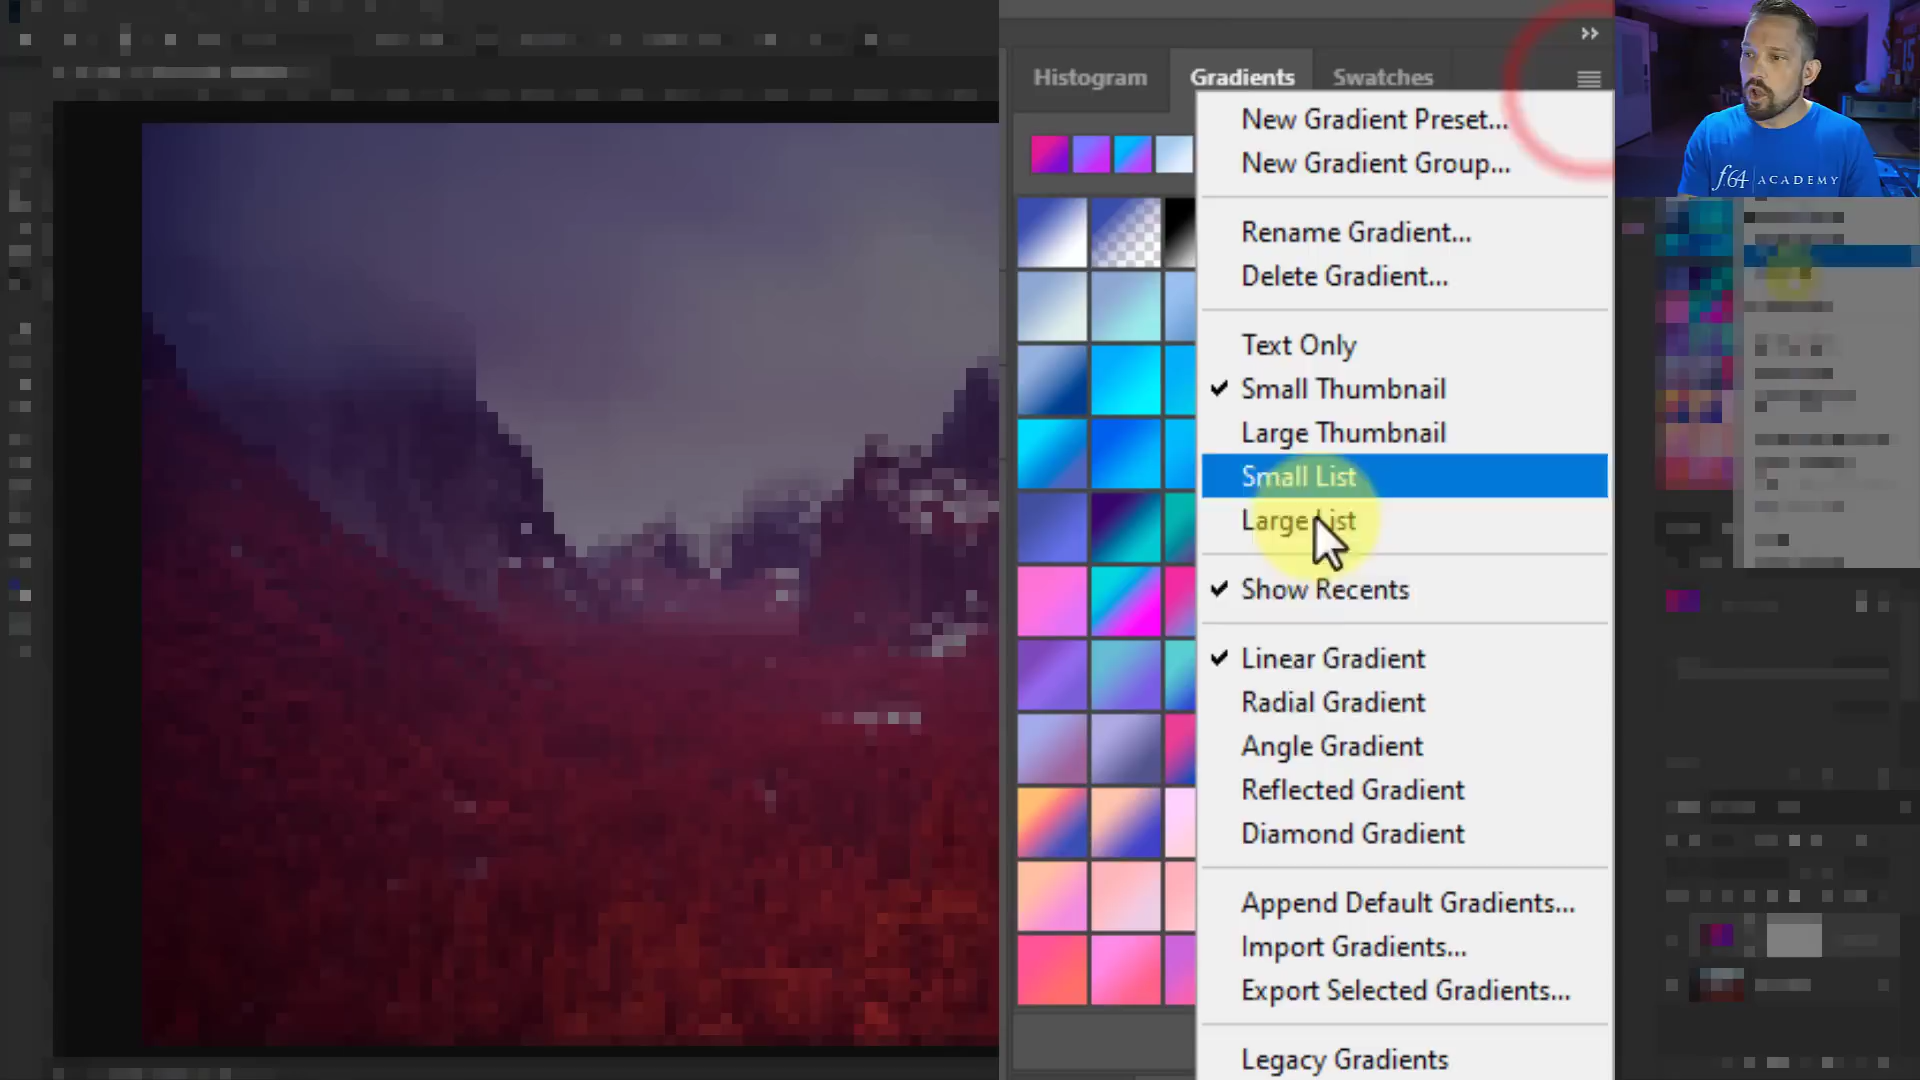 Histogram
Gradients
Swatches
New Gradient Preset...
New Gradient Group...
Rename Gradient...
Delete Gradient...
Text Only
Small Thumbnail
Large Thumbnail
Small List
Large List
Show Recents
Linear Gradient
Radial Gradient
Angle Gradient
Reflected Gradient
Diamond Gradient
Append Default Gradients...
Import Gradients...
Export Selected Gradients...
Legacy Gradients
f64 | ACADEMY